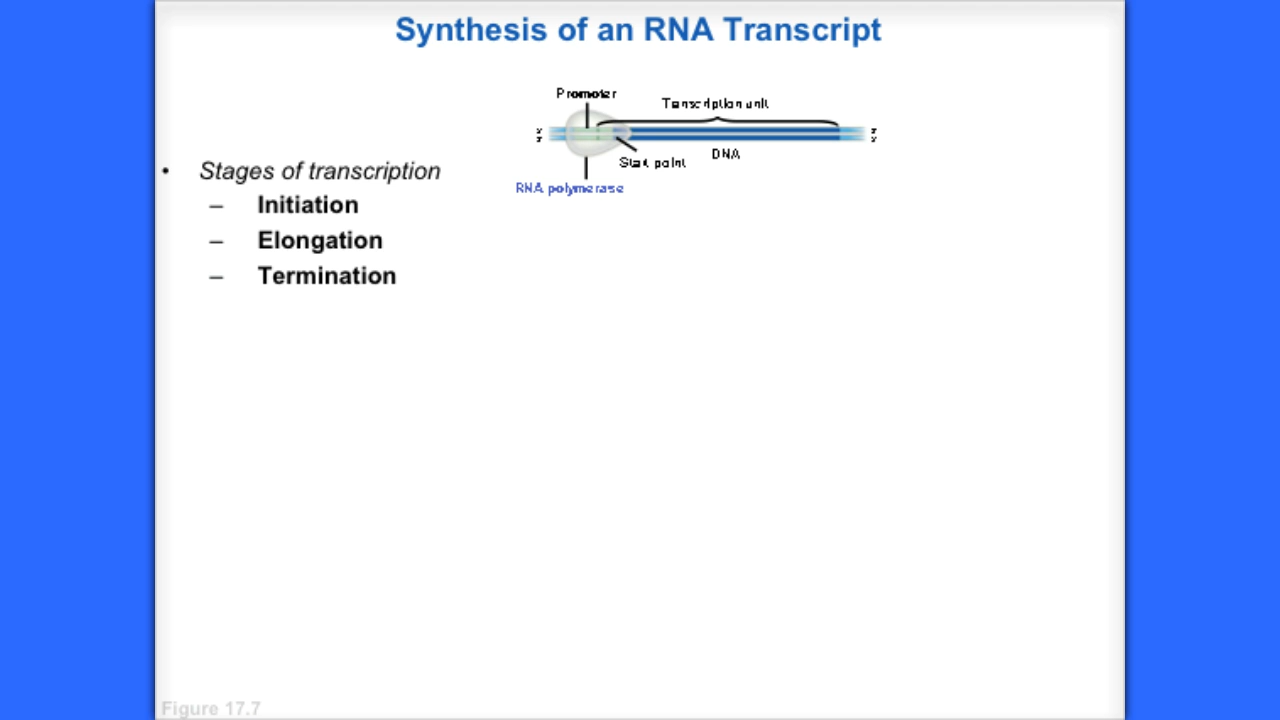 Synthesis of an RNA Transcript
Promoter
Transcription unit
DNA
Start point
RNA polymerase
• Stages of transcription
– Initiation
– Elongation
– Termination
Figure 17.7